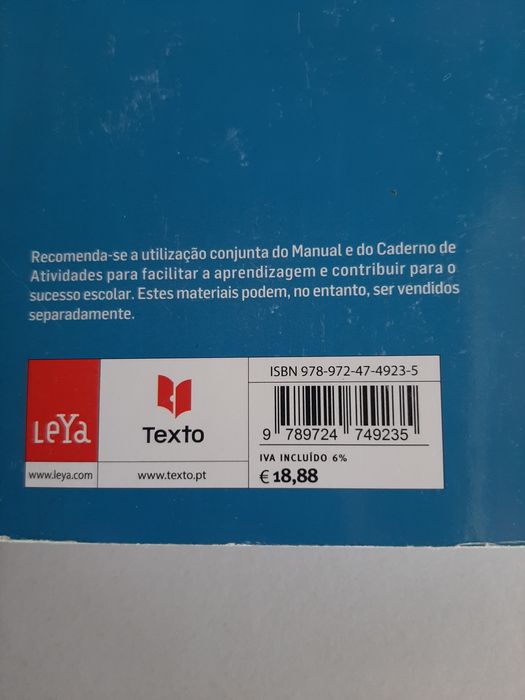 Recomenda-se a utilização conjunta do Manual e do Caderno de
Atividades para facilitar a aprendizagem e contribuir para o
sucesso escolar. Estes materiais podem, no entanto, ser vendidos
separadamente.
LeYa
www.leya.com
Texto
www.texto.pt
ISBN 978-972-47-4923-5
9 789724 749235
IVA INCLUÍDO 6%
€ 18,88